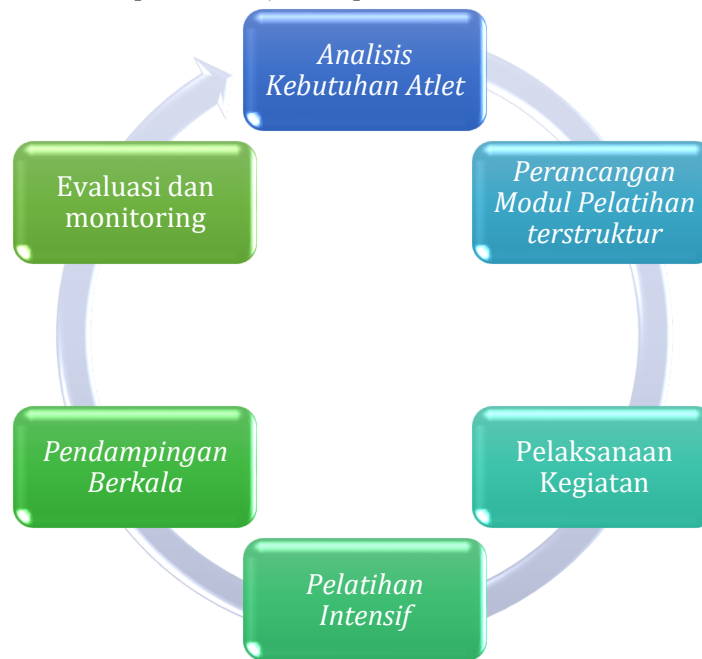 Analisis
Kebutuhan Atlet
Perancangan
Modul Pelatihan
terstruktur
Pelaksanaan
Kegiatan
Pelatihan
Intensif
Pendampingan
Berkala
Evaluasi dan
monitoring